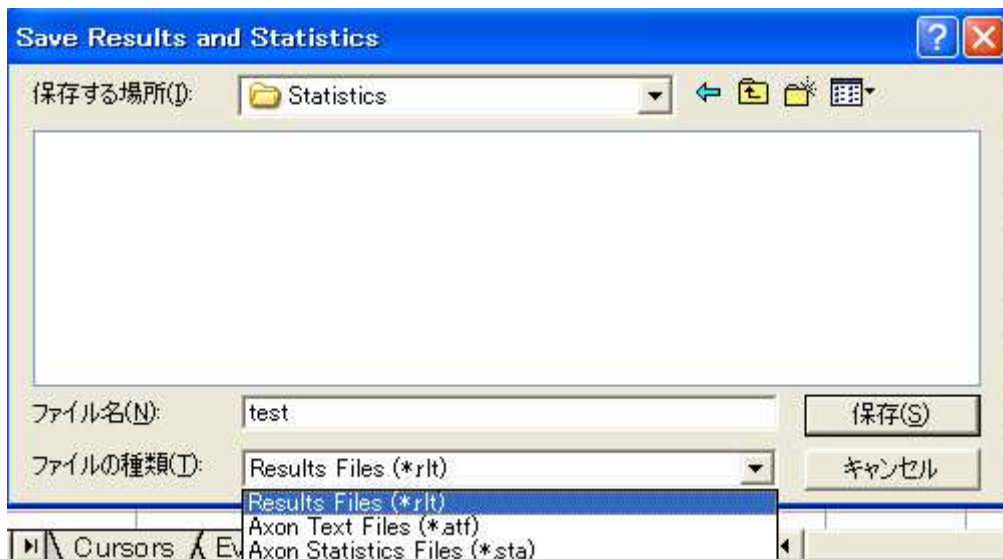 Save Results and Statistics
保存する場所(I):
Statistics
ファイル名(N):
test
保存(S)
ファイルの種類(T):
Results Files (*.rlt)
キャンセル
Results Files (*.rlt)
Axon Text Files (*.atf)
Cursors
Ev
Axon Statistics Files (*.sta)